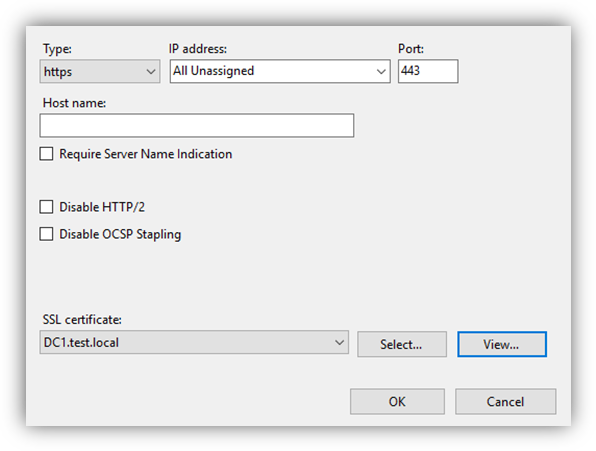 Type: IP address: Port:
https All Unassigned 443
Host name:
Require Server Name Indication
Disable HTTP/2
Disable OCSP Stapling
SSL certificate:
DC1.test.local Select... View...
OK Cancel